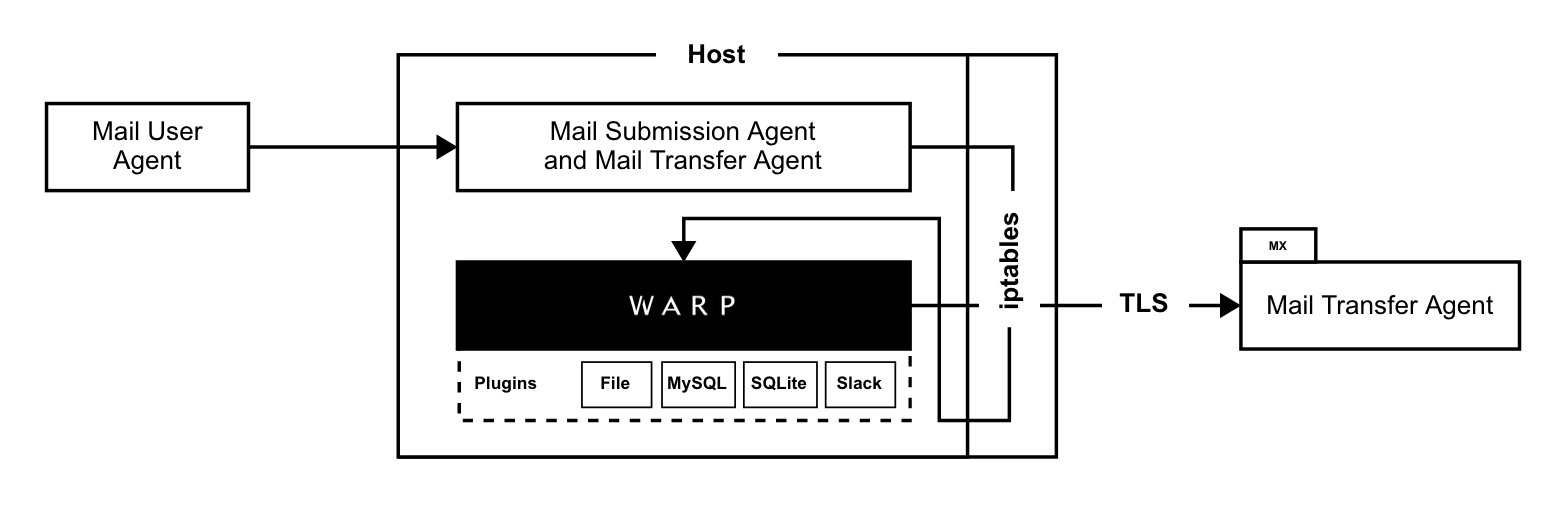 Host
Mail User
Agent
Mail Submission Agent
and Mail Transfer Agent
iptables
WARP
Plugins
File
MySQL
SQLite
Slack
TLS
MX
Mail Transfer Agent